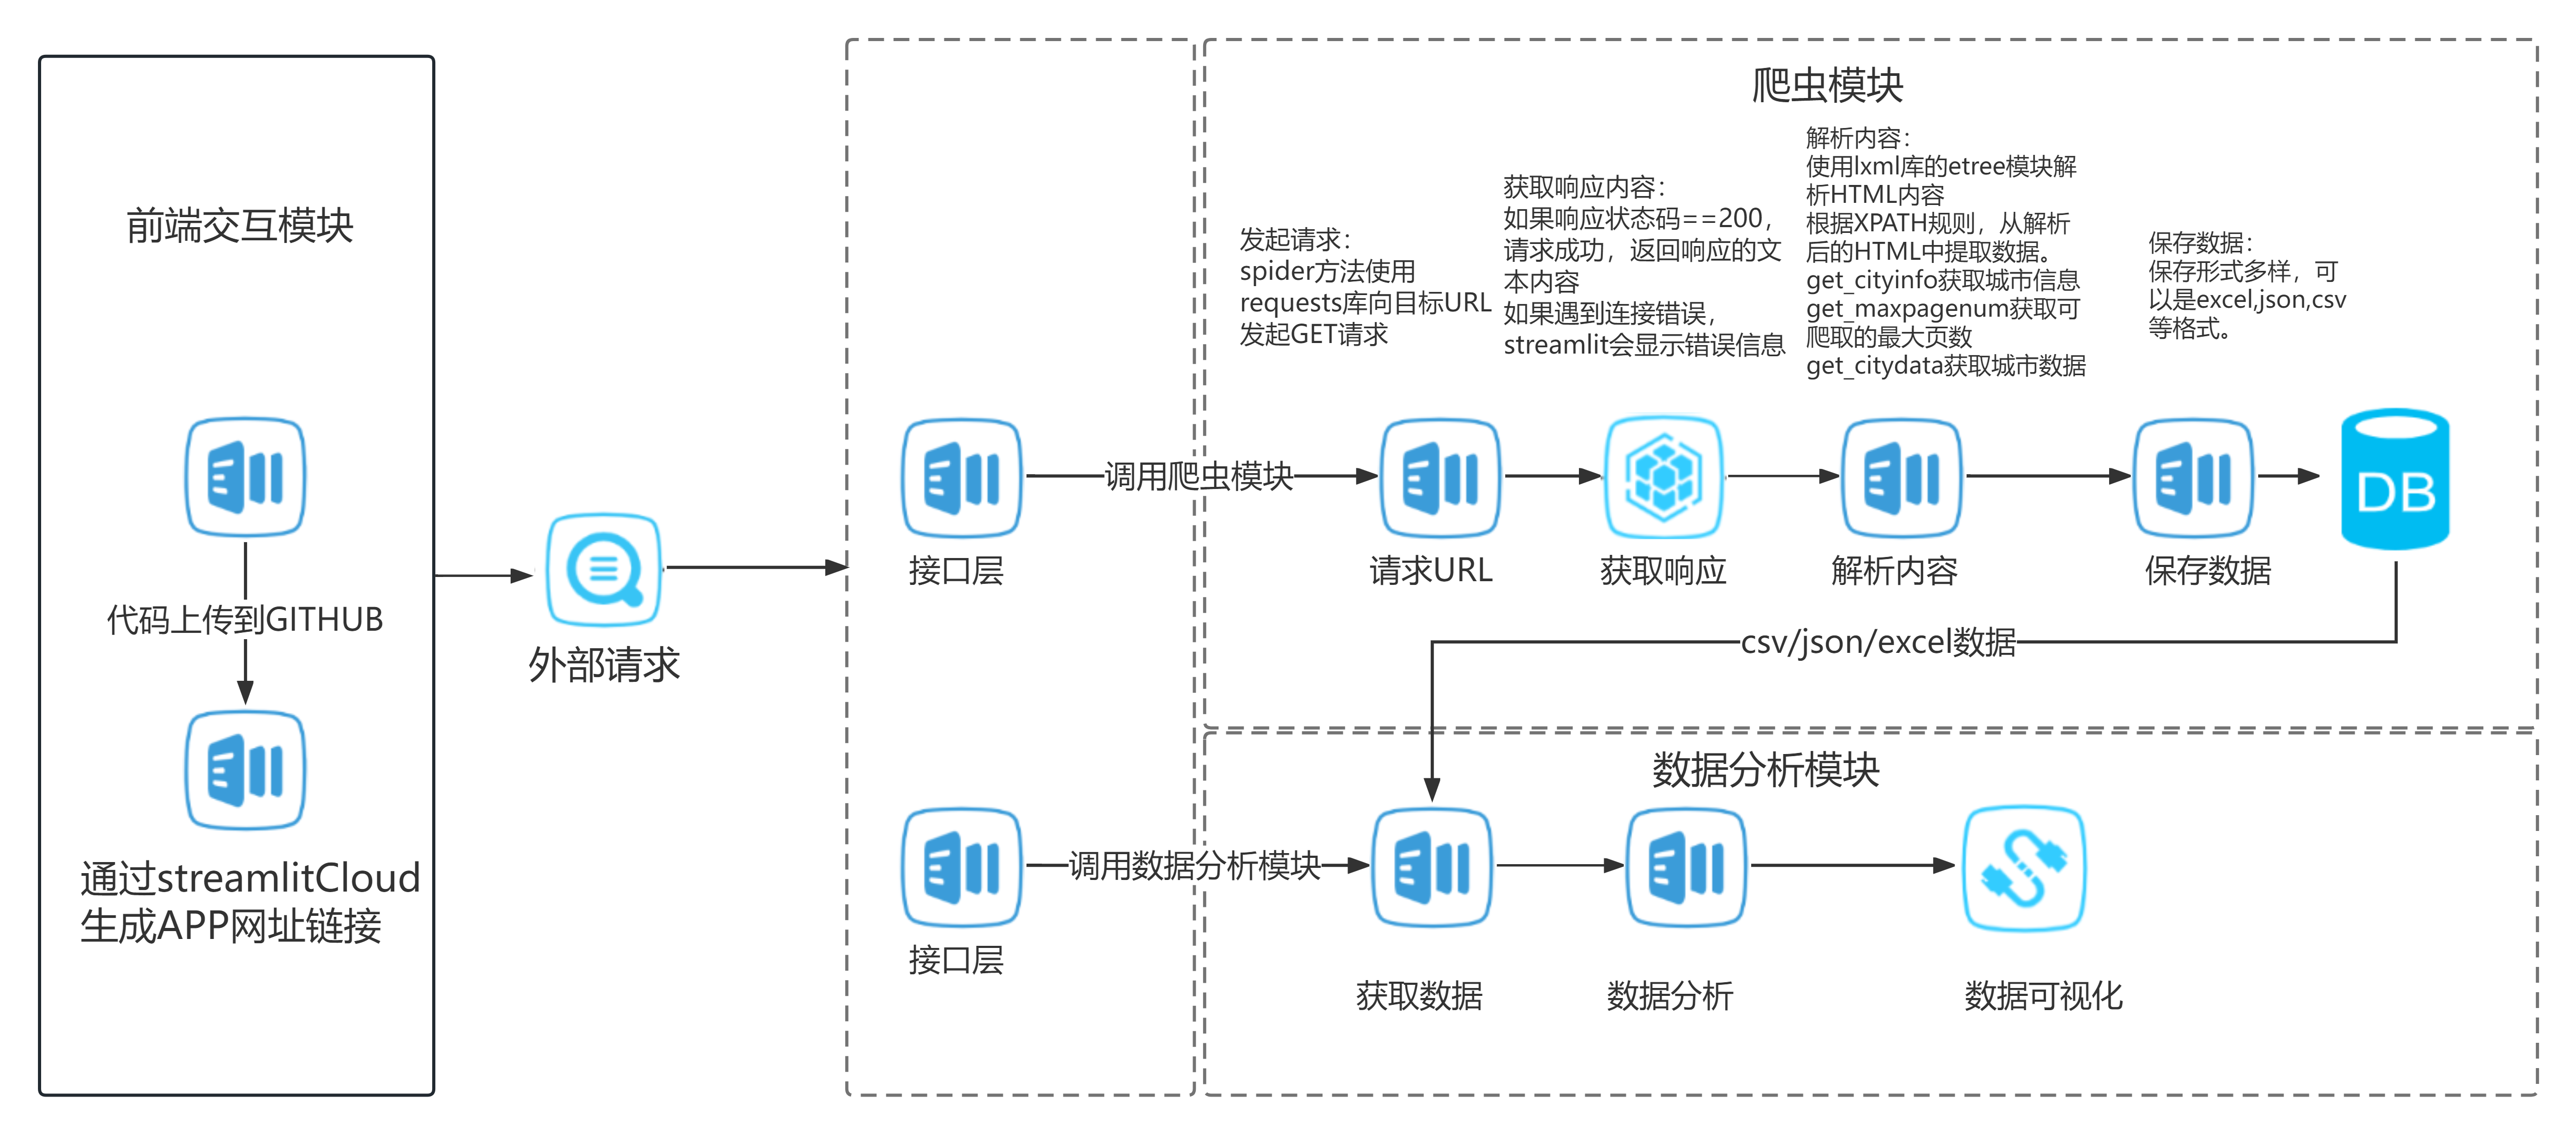 前端交互模块
代码上传到GITHUB
通过streamlitCloud
生成APP网址链接
外部请求
接口层
调用爬虫模块
接口层
调用数据分析模块
爬虫模块
发起请求：
spider方法使用
requests库向目标URL
发起GET请求
获取响应内容：
如果响应状态码==200，
请求成功，返回响应的文
本内容
如果遇到连接错误，
streamlit会显示错误信息
解析内容：
使用lxml库的etree模块解
析HTML内容
根据XPATH规则，从解析
后的HTML中提取数据。
get_cityinfo获取城市信息
get_maxpagenum获取可
爬取的最大页数
get_citydata获取城市数据
保存数据：
保存形式多样，可
以是excel,json,csv
等格式。
请求URL
获取响应
解析内容
保存数据
DB
csv/json/excel数据
数据分析模块
获取数据
数据分析
数据可视化